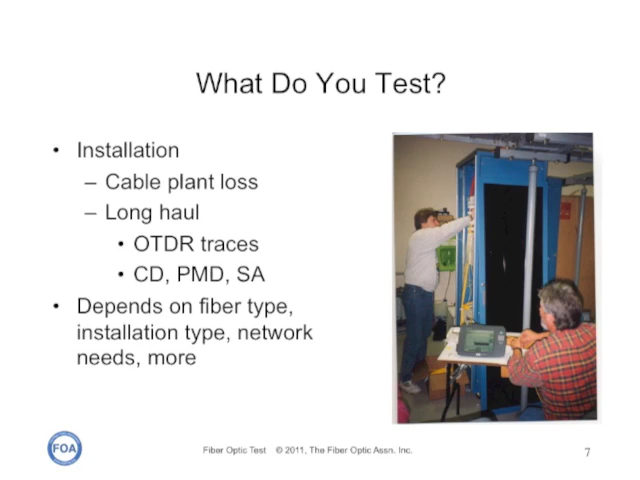 What Do You Test?
• Installation
– Cable plant loss
– Long haul
• OTDR traces
• CD, PMD, SA
• Depends on fiber type,
installation type, network
needs, more
FOA
Fiber Optic Test © 2011, The Fiber Optic Assn. Inc.
7